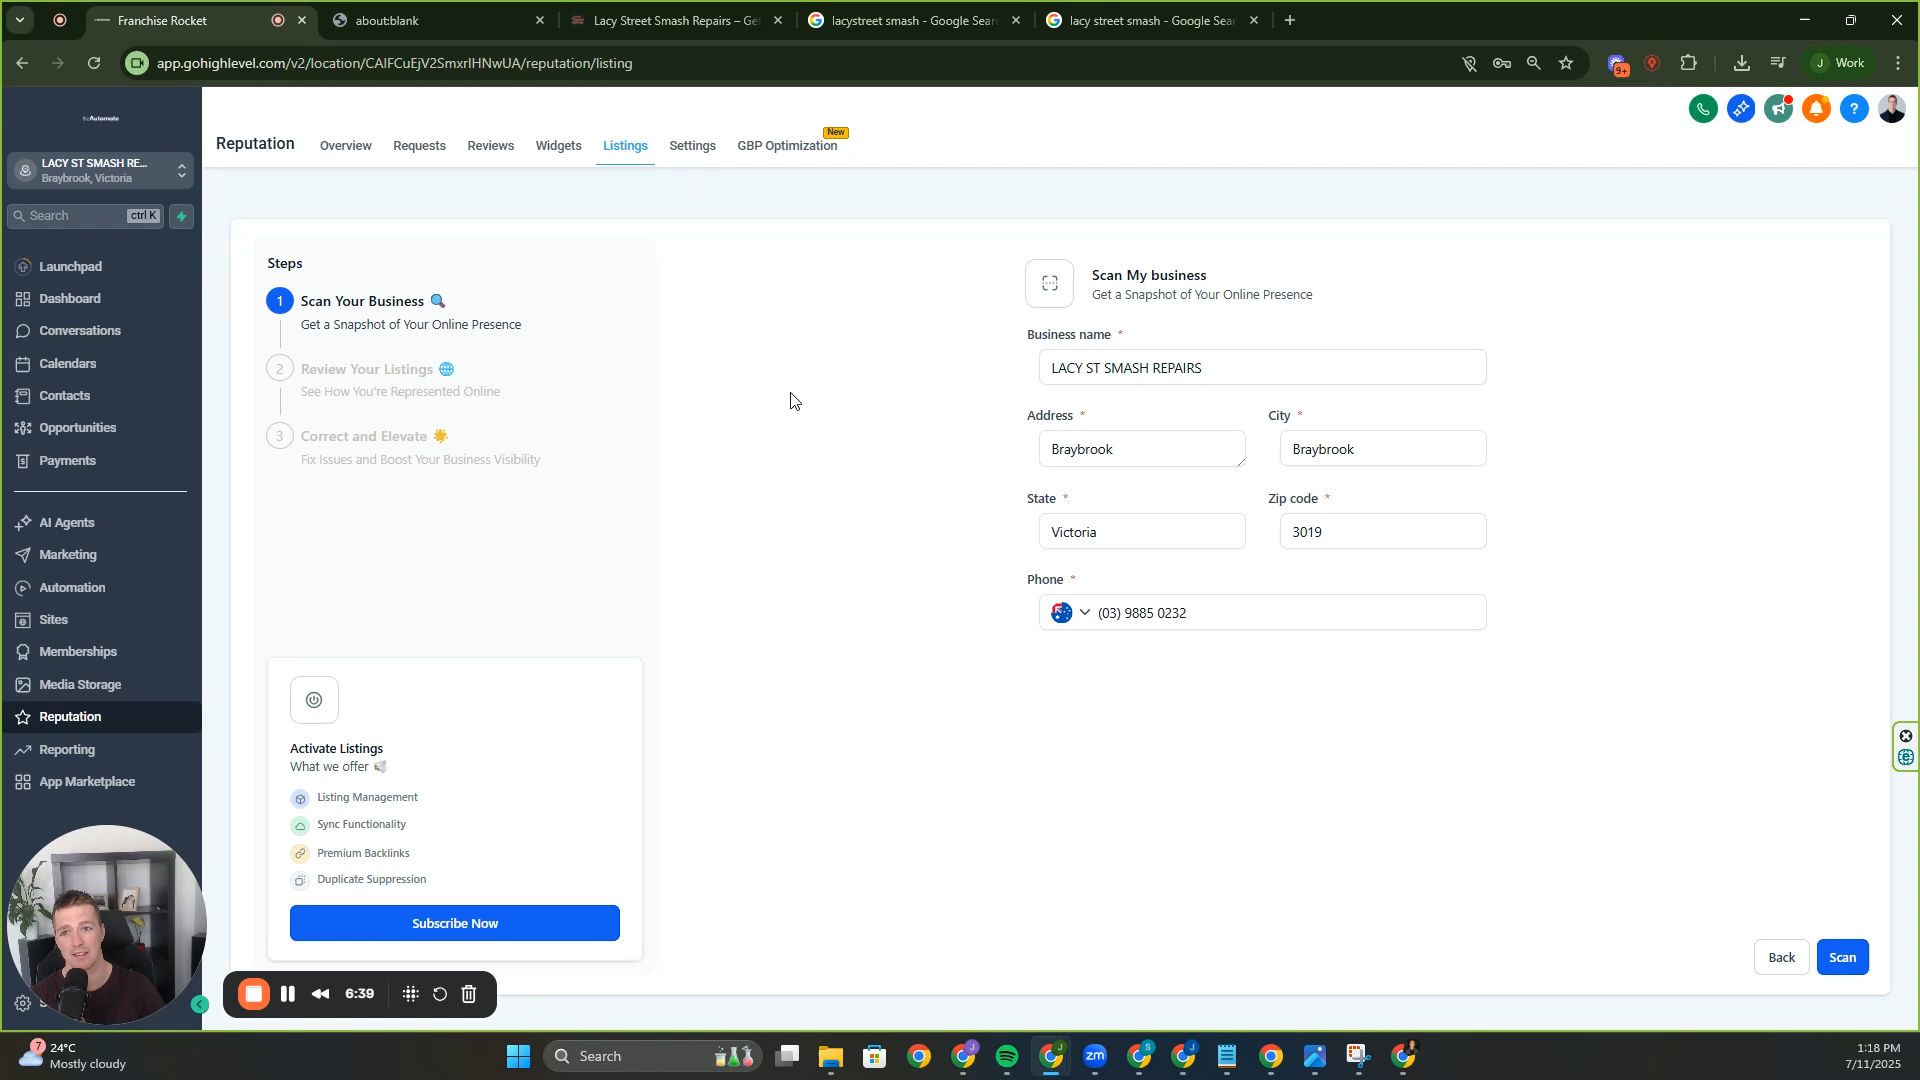 Franchise Rocket
about:blank
Lacy Street Smash Repairs – Ge
lacystreet smash - Google Sear
lacy street smash - Google Sear
app.gohighlevel.com/v2/location/CAIFCuEjV2SmxrIHNwUA/reputation/listing
9+
J
Work
BizAutomate
LACY ST SMASH RE...
Braybrook, Victoria
Search
ctrl K
Launchpad
Dashboard
Conversations
Calendars
Contacts
Opportunities
Payments
AI Agents
Marketing
Automation
Sites
Memberships
Media Storage
Reputation
Reporting
App Marketplace
Reputation
Overview
Requests
Reviews
Widgets
Listings
Settings
GBP Optimization
New
Steps
1
Scan Your Business
Get a Snapshot of Your Online Presence
2
Review Your Listings
See How You're Represented Online
3
Correct and Elevate
Fix Issues and Boost Your Business Visibility
Activate Listings
What we offer
Listing Management
Sync Functionality
Premium Backlinks
Duplicate Suppression
Subscribe Now
Scan My business
Get a Snapshot of Your Online Presence
Business name *
LACY ST SMASH REPAIRS
Address *
City *
Braybrook
Braybrook
State *
Zip code *
Victoria
3019
Phone *
(03) 9885 0232
Back
Scan
6:39
7
24°C
Mostly cloudy
Search
J
zm
J
S
J
1:18 PM
7/11/2025